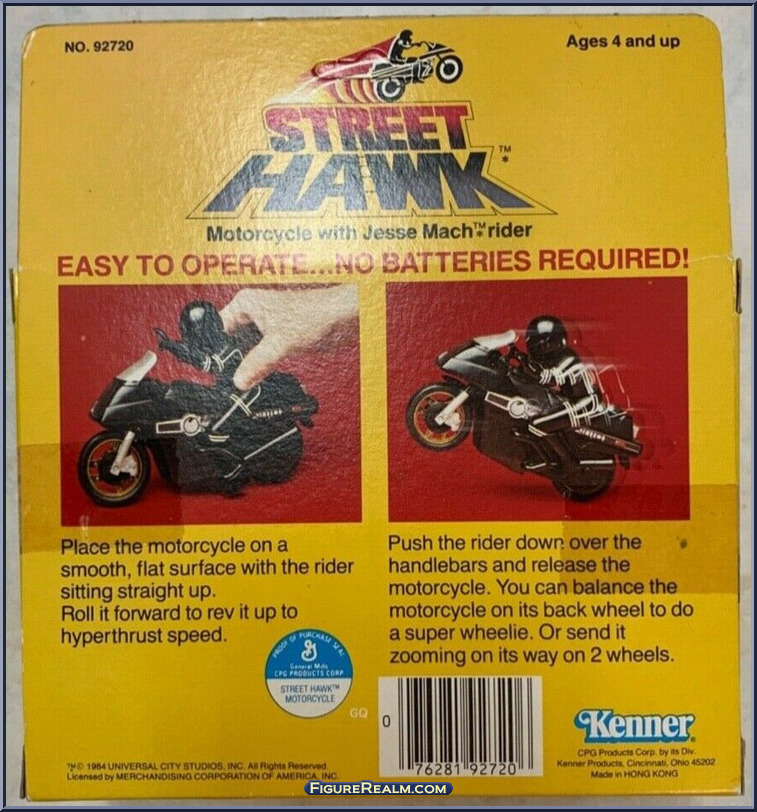 NO. 92720
Ages 4 and up
STREET
HAWK™*
Motorcycle with Jesse Mach™* rider
EASY TO OPERATE...NO BATTERIES REQUIRED!
Place the motorcycle on a
smooth, flat surface with the rider
sitting straight up.
Roll it forward to rev it up to
hyperthrust speed.
Push the rider down over the
handlebars and release the
motorcycle. You can balance the
motorcycle on its back wheel to do
a super wheelie. Or send it
zooming on its way on 2 wheels.
PROOF OF PURCHASE SEAL
General Mills
CPG PRODUCTS CORP
STREET HAWK™
MOTORCYCLE
GQ
0
76281 92720
Kenner
CPG Products Corp. by its Div.
Kenner Products, Cincinnati, Ohio 45202
Made in HONG KONG
™*© 1984 UNIVERSAL CITY STUDIOS, INC. All Rights Reserved.
Licensed by MERCHANDISING CORPORATION OF AMERICA, INC.
FIGUREREALM.COM